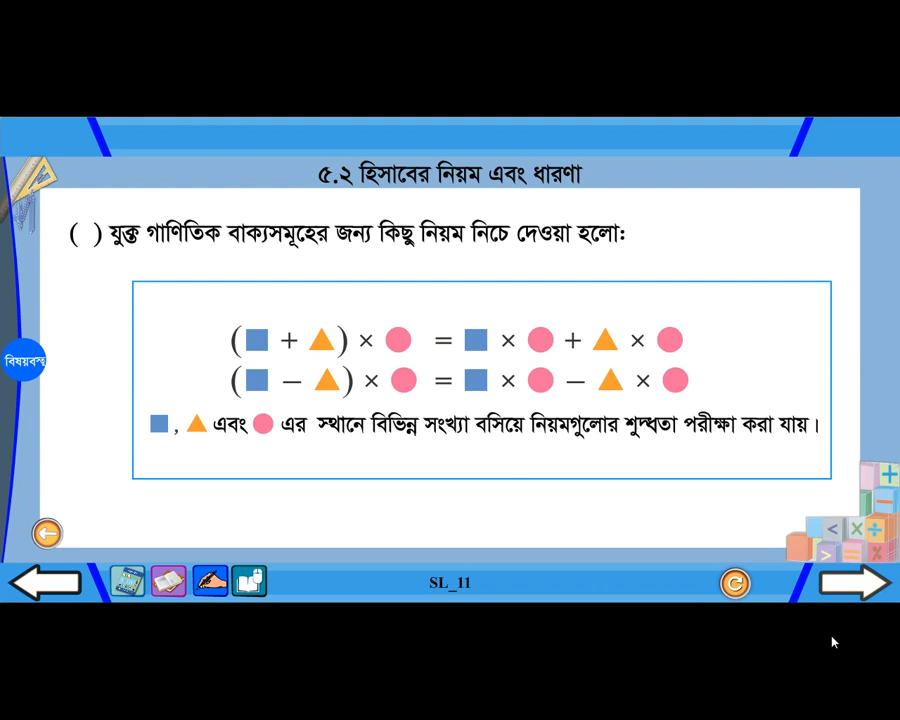 ৫.২ হিসাবের নিয়ম এবং ধারণা
( ) যুক্ত গাণিতিক বাক্যসমূহের জন্য কিছু নিয়ম নিচে দেওয়া হলো:
(■ + ▲) × ● = ■ × ● + ▲ × ●
(■ − ▲) × ● = ■ × ● − ▲ × ●
■ , ▲ এবং ● এর স্থানে বিভিন্ন সংখ্যা বসিয়ে নিয়মগুলোর শুদ্ধতা পরীক্ষা করা যায়।
বিষয়বস্তু
SL_11